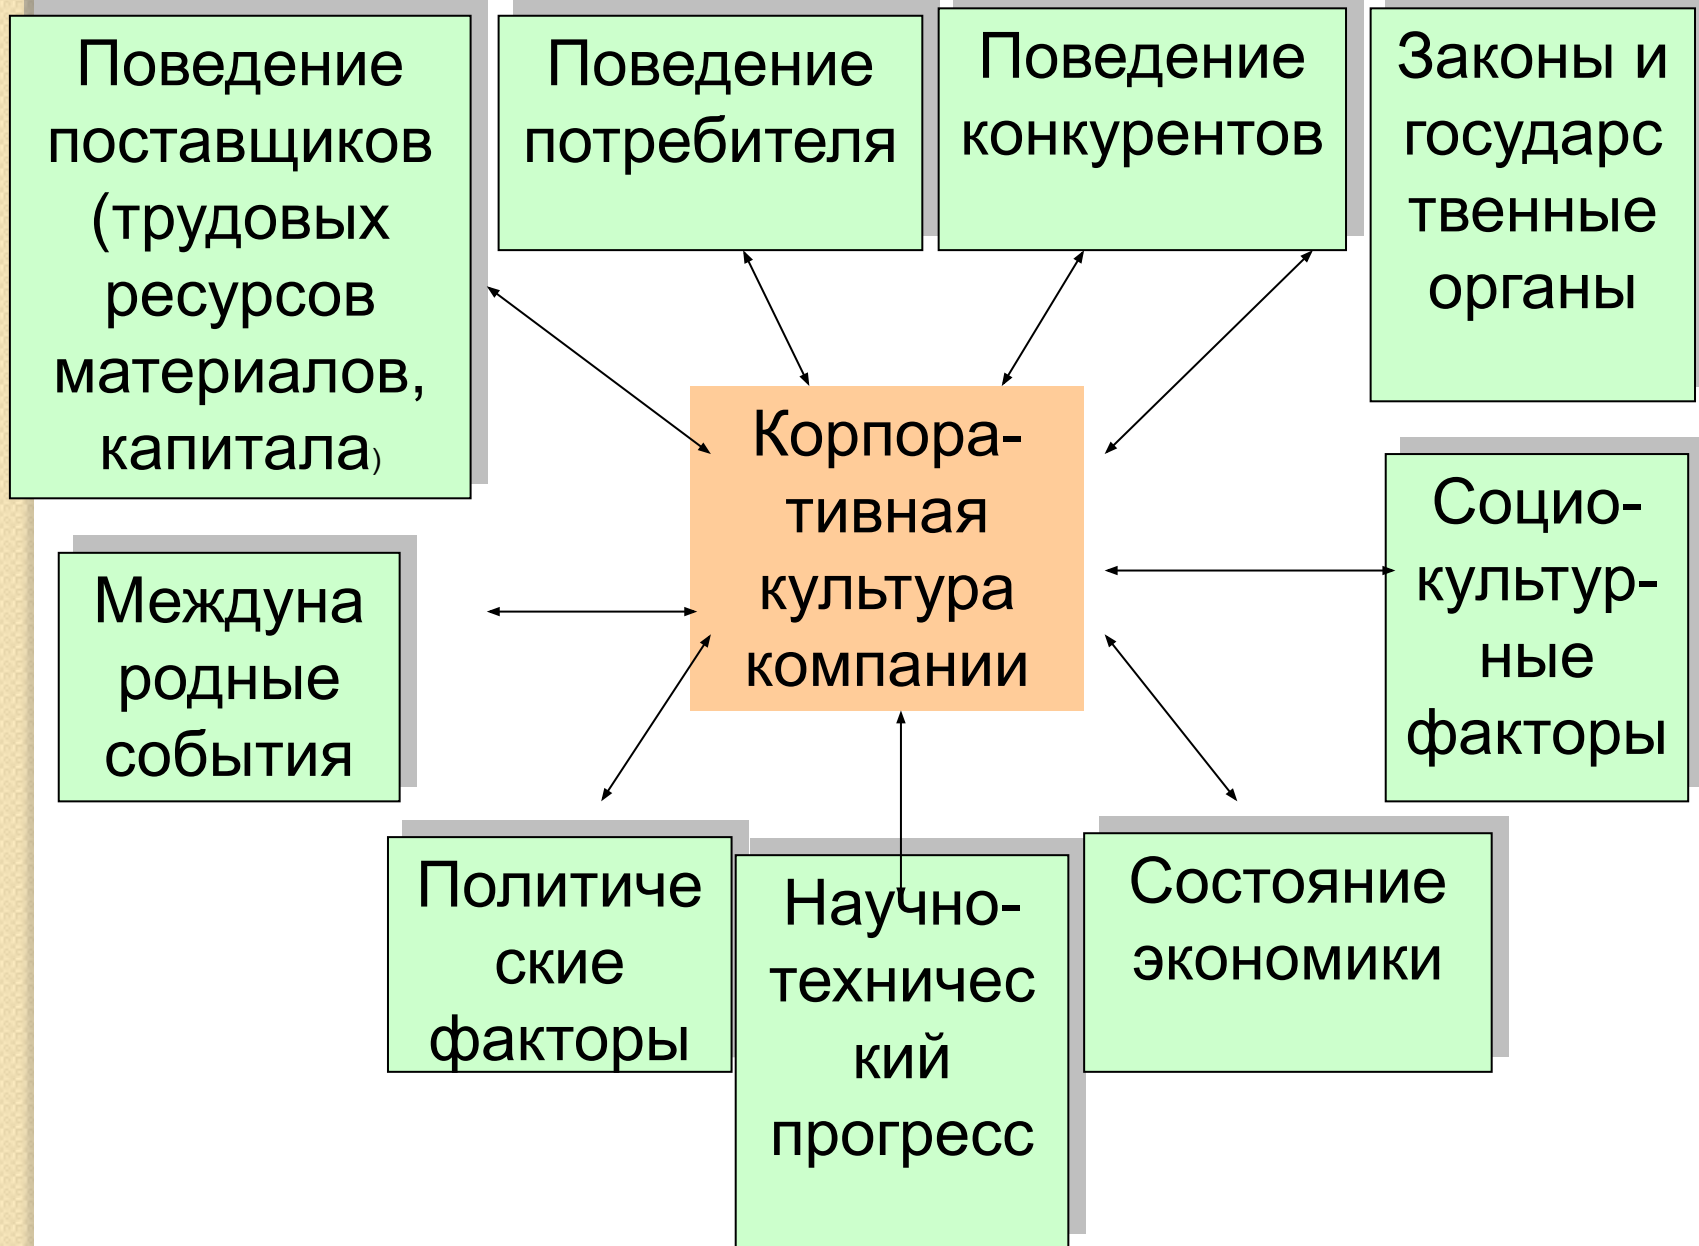 Поведение
поставщиков
(трудовых
ресурсов
материалов,
капитала)
Поведение
потребителя
Поведение
конкурентов
Законы и
государс
твенные
органы
Корпора-
тивная
культура
компании
Социо-
культур-
ные
факторы
Междуна
родные
события
Политиче
ские
факторы
Научно-
техничес
кий
прогресс
Состояние
экономики